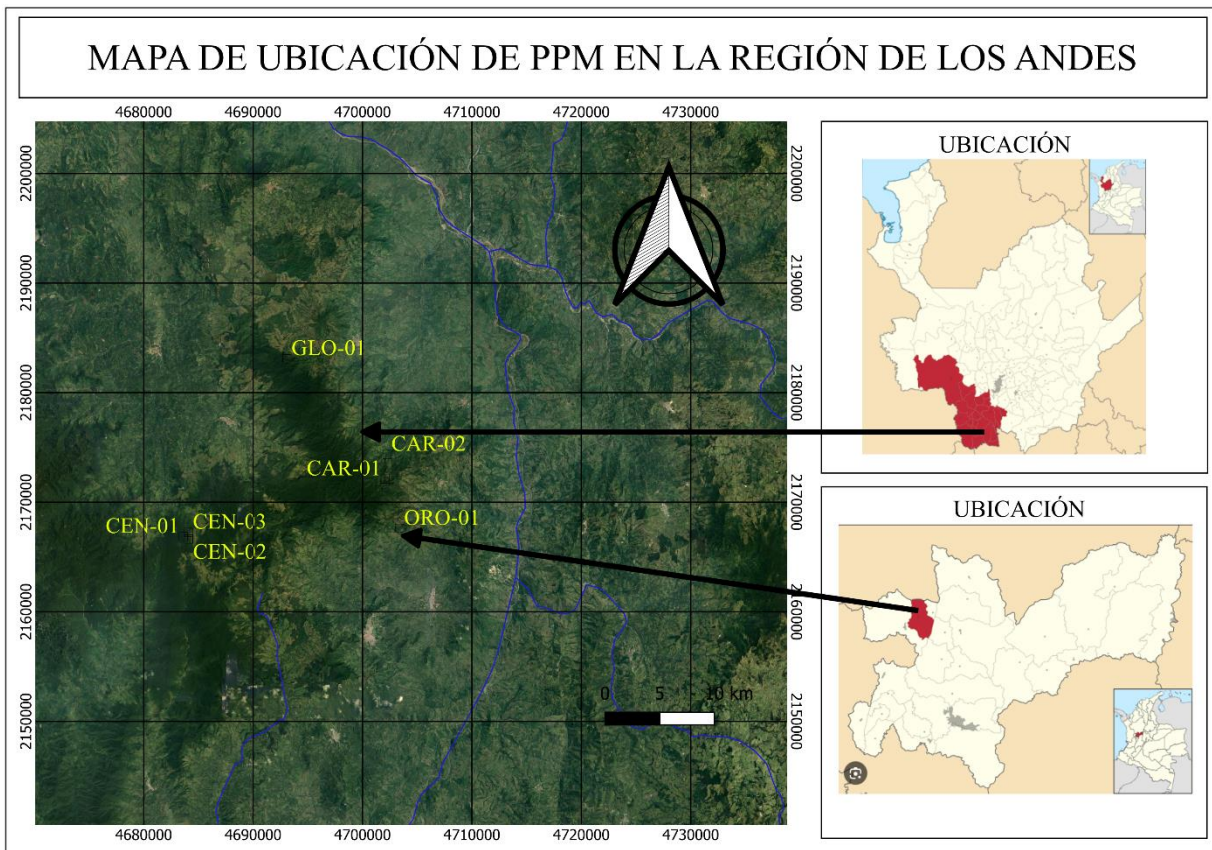 MAPA DE UBICACIÓN DE PPM EN LA REGIÓN DE LOS ANDES
4680000 4690000 4700000 4710000 4720000 4730000
2200000 2200000
2190000 2190000
GLO-01
2180000 2180000
CAR-02
CAR-01
2170000 2170000
CEN-01 CEN-03 ORO-01
CEN-02
2160000 2160000
0 5 10 km
2150000 2150000
4680000 4690000 4700000 4710000 4720000 4730000
UBICACIÓN
UBICACIÓN